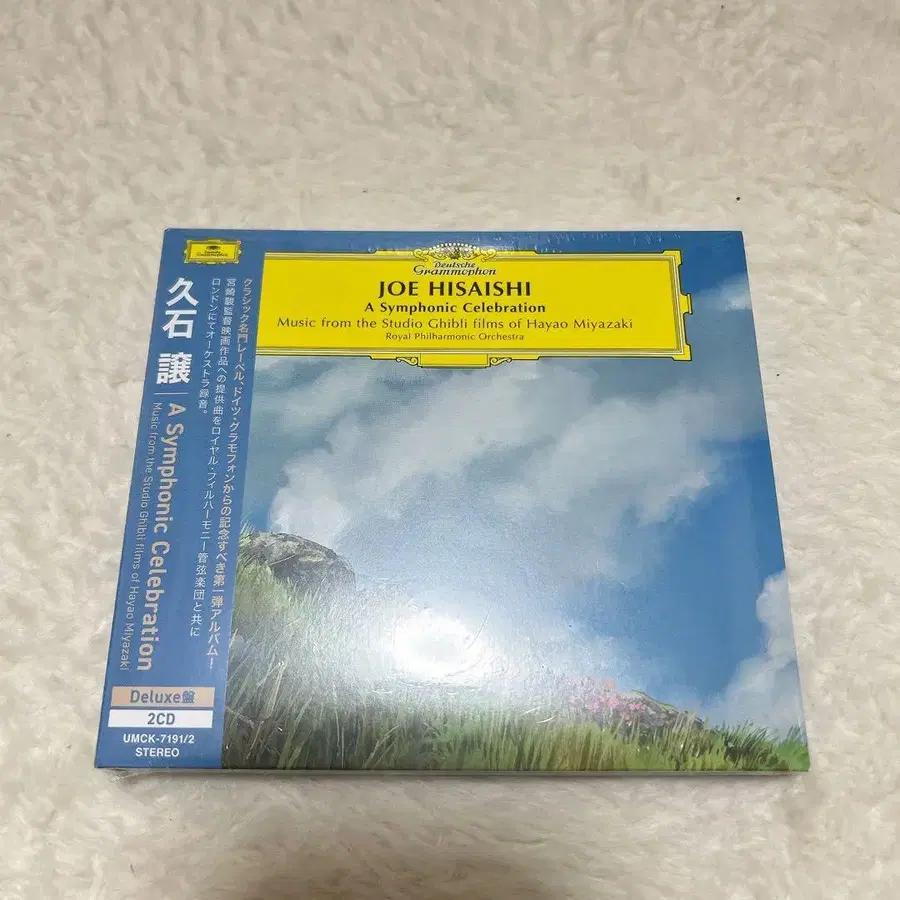 Deutsche
Grammophon
JOE HISAISHI
A Symphonic Celebration
Music from the Studio Ghibli films of Hayao Miyazaki
Royal Philharmonic Orchestra
Deutsche
Grammophon
久石 譲
A Symphonic Celebration
Music from the Studio Ghibli films of Hayao Miyazaki
クラシック名門レーベル、ドイツ・グラモフォンからの記念すべき第一弾アルバム!
宮崎駿監督映画作品への提供曲をロイヤル・フィルハーモニー管弦楽団と共に
ロンドンにてオーケストラ録音。
Deluxe盤
2CD
UMCK-7191/2
STEREO